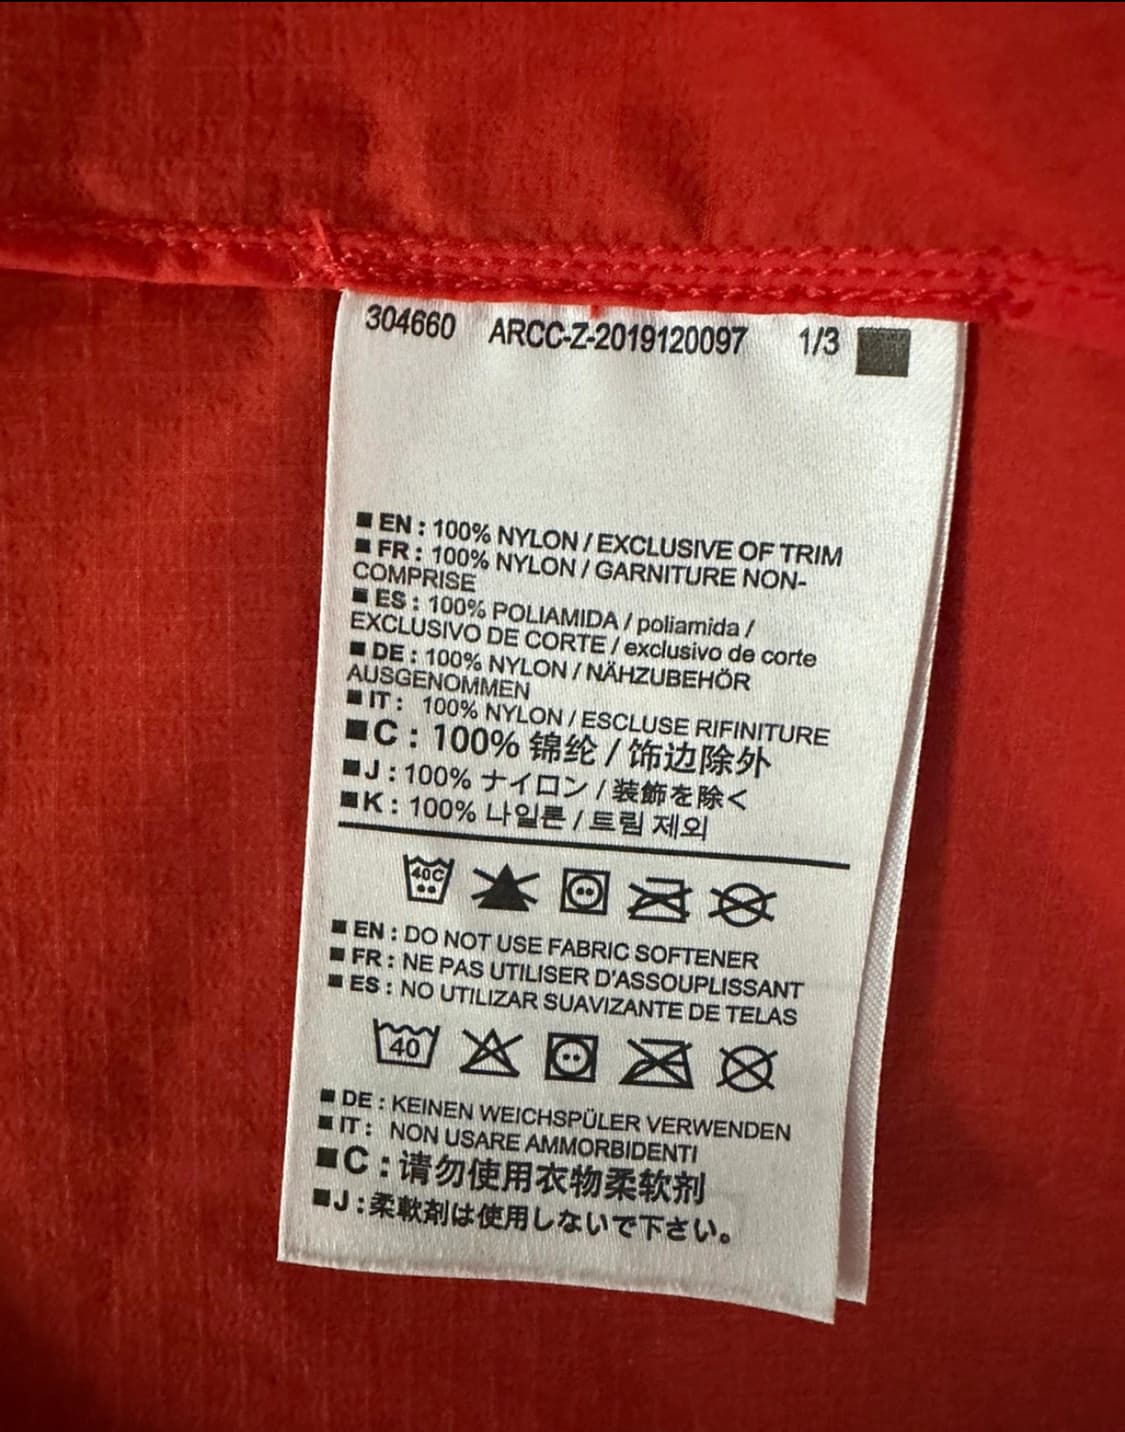 304660 ARCC-Z-2019120097 1/3
EN : 100% NYLON / EXCLUSIVE OF TRIM
FR : 100% NYLON / GARNITURE NON-
COMPRISE
ES : 100% POLIAMIDA / poliamida /
EXCLUSIVO DE CORTE / exclusivo de corte
DE : 100% NYLON / NÄHZUBEHÖR
AUSGENOMMEN
IT : 100% NYLON / ESCLUSE RIFINITURE
C : 100% 锦纶 / 饰边除外
J : 100% ナイロン / 装飾を除く
K : 100% 나일론 / 트림 제외
40C
EN : DO NOT USE FABRIC SOFTENER
FR : NE PAS UTILISER D'ASSOUPLISSANT
ES : NO UTILIZAR SUAVIZANTE DE TELAS
40
DE : KEINEN WEICHSPÜLER VERWENDEN
IT : NON USARE AMMORBIDENTI
C : 请勿使用衣物柔软剂
J : 柔軟剤は使用しないで下さい。